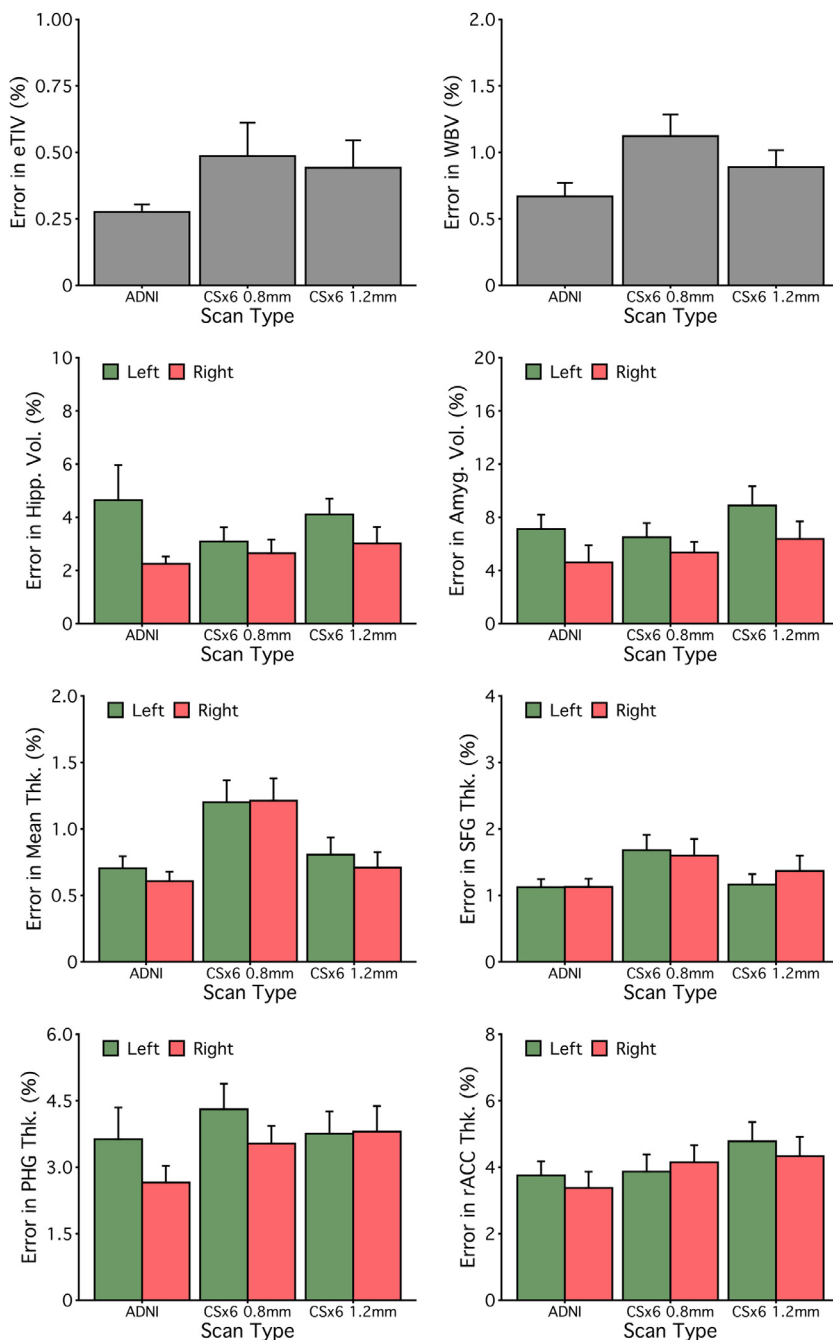 Error in eTIV (%)
1.00
0.75
0.50
0.25
0
ADNI CSx6 0.8mm CSx6 1.2mm
Scan Type
Error in WBV (%)
2.0
1.5
1.0
0.5
0
ADNI CSx6 0.8mm CSx6 1.2mm
Scan Type
Error in Hipp. Vol. (%)
10
8
6
4
2
0
Left Right
ADNI CSx6 0.8mm CSx6 1.2mm
Scan Type
Error in Amyg. Vol. (%)
20
16
12
8
4
0
Left Right
ADNI CSx6 0.8mm CSx6 1.2mm
Scan Type
Error in Mean Thk. (%)
2.0
1.5
1.0
0.5
0
Left Right
ADNI CSx6 0.8mm CSx6 1.2mm
Scan Type
Error in SFG Thk. (%)
4
3
2
1
0
Left Right
ADNI CSx6 0.8mm CSx6 1.2mm
Scan Type
Error in PHG Thk. (%)
6.0
4.5
3.0
1.5
0
Left Right
ADNI CSx6 0.8mm CSx6 1.2mm
Scan Type
Error in rACC Thk. (%)
8
6
4
2
0
Left Right
ADNI CSx6 0.8mm CSx6 1.2mm
Scan Type